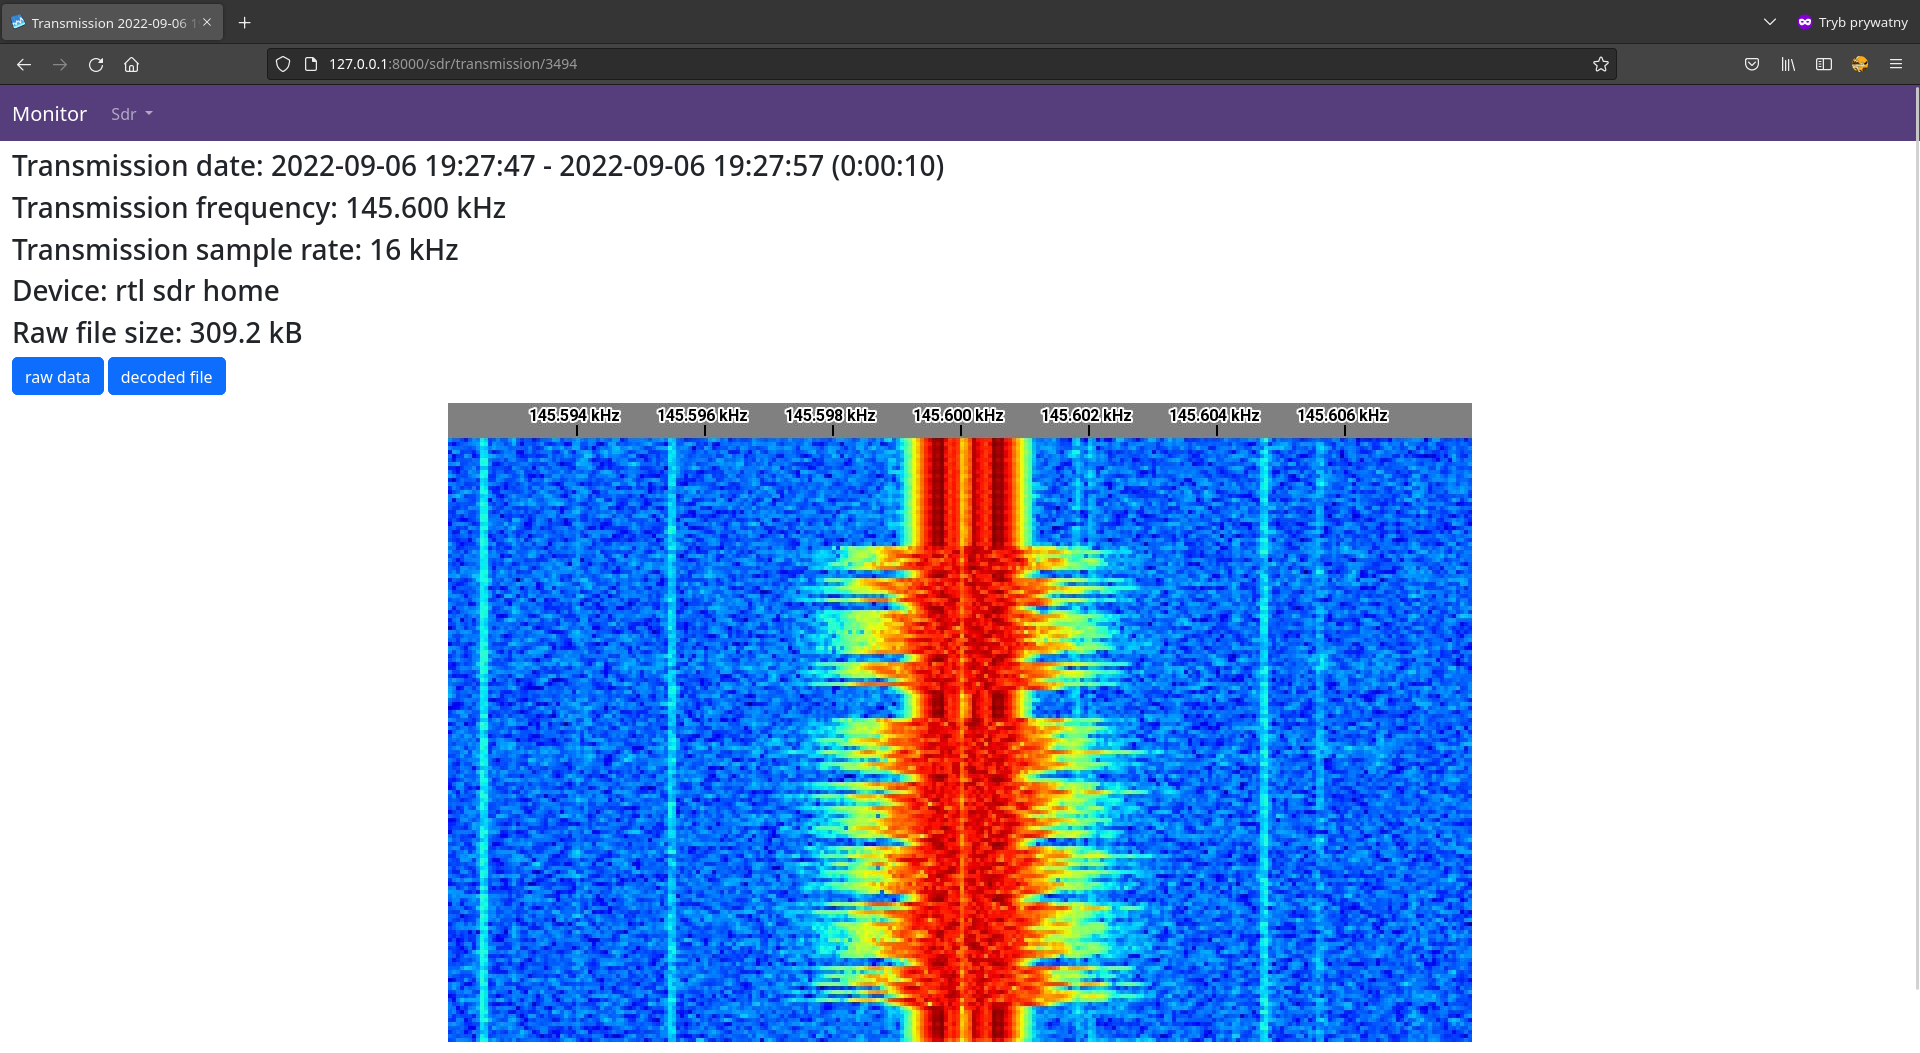 Transmission 2022-09-06 1
Tryb prywatny
127.0.0.1:8000/sdr/transmission/3494
Monitor Sdr
Transmission date: 2022-09-06 19:27:47 - 2022-09-06 19:27:57 (0:00:10)
Transmission frequency: 145.600 kHz
Transmission sample rate: 16 kHz
Device: rtl sdr home
Raw file size: 309.2 kB
raw data decoded file
145.594 kHz 145.596 kHz 145.598 kHz 145.600 kHz 145.602 kHz 145.604 kHz 145.606 kHz